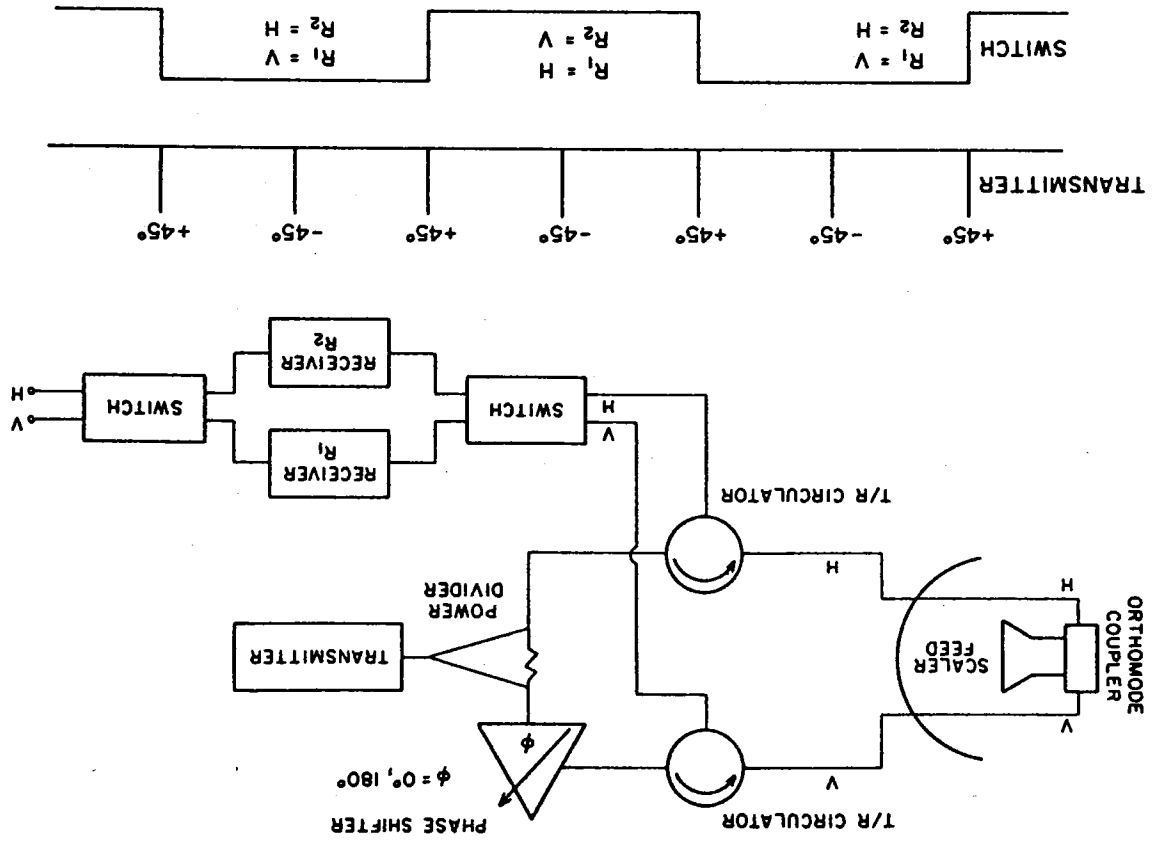 T/R CIRCULATOR
PHASE SHIFTER
ϕ = 0°, 180°
V
ϕ
V
ORTHOMODE
COUPLER
SCALER
FEED
TRANSMITTER
POWER
DIVIDER
H
H
T/R CIRCULATOR
V
H
SWITCH
RECEIVER
R₁
RECEIVER
R₂
SWITCH
V
H
+45° -45° +45° -45° +45° -45° +45°
TRANSMITTER
SWITCH
R₁ = V
R₂ = H
R₁ = H
R₂ = V
R₁ = V
R₂ = H